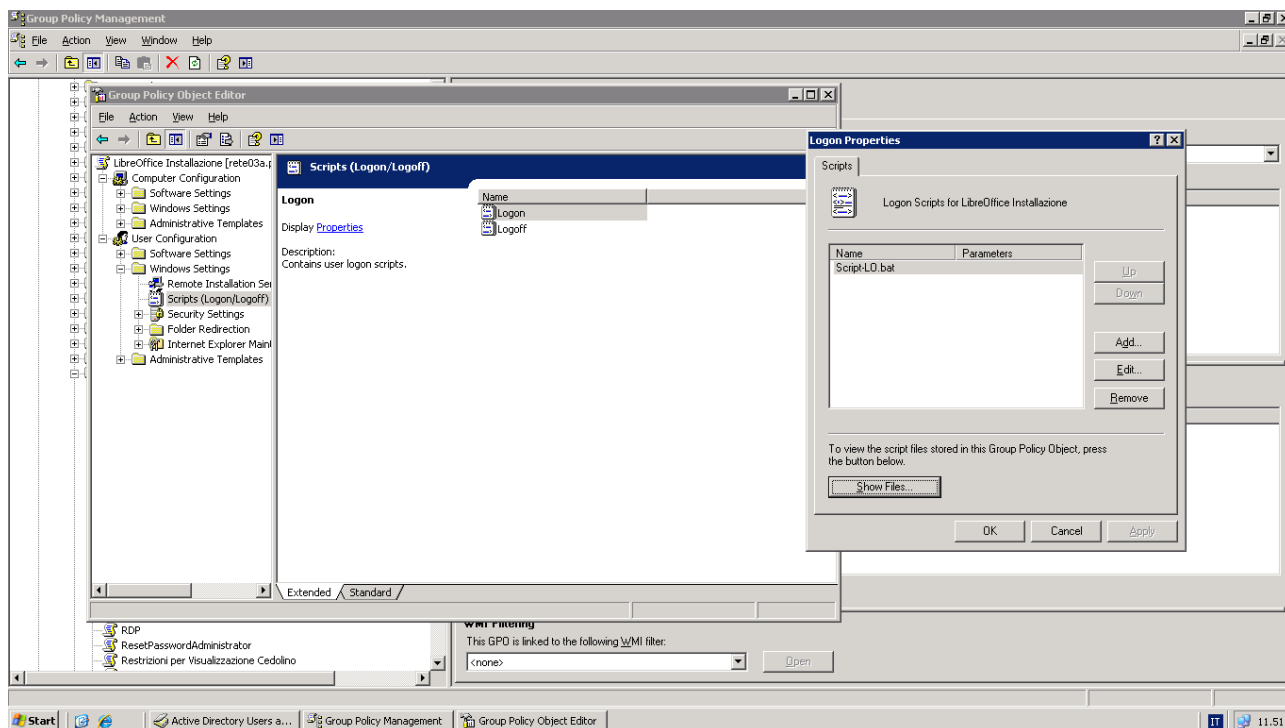 Group Policy Management
File Action View Window Help
Group Policy Object Editor
File Action View Help
LibreOffice Installazione [rete03a.p
Computer Configuration
Software Settings
Windows Settings
Administrative Templates
User Configuration
Software Settings
Windows Settings
Remote Installation Ser
Scripts (Logon/Logoff)
Security Settings
Folder Redirection
Internet Explorer Maint
Administrative Templates
Scripts (Logon/Logoff)
Logon
Display Properties
Description:
Contains user logon scripts.
Name
Logon
Logoff
Extended Standard
Logon Properties
Scripts
Logon Scripts for LibreOffice Installazione
Name Parameters
Script-LO.bat
Up
Down
Add...
Edit...
Remove
To view the script files stored in this Group Policy Object, press
the button below.
Show Files...
OK Cancel Apply
RDP
ResetPasswordAdministrator
Restrizioni per Visualizzazione Cedolino
WMI Filtering
This GPO is linked to the following WMI filter:
<none>
Open
Start
Active Directory Users a...
Group Policy Management
Group Policy Object Editor
IT
11.51